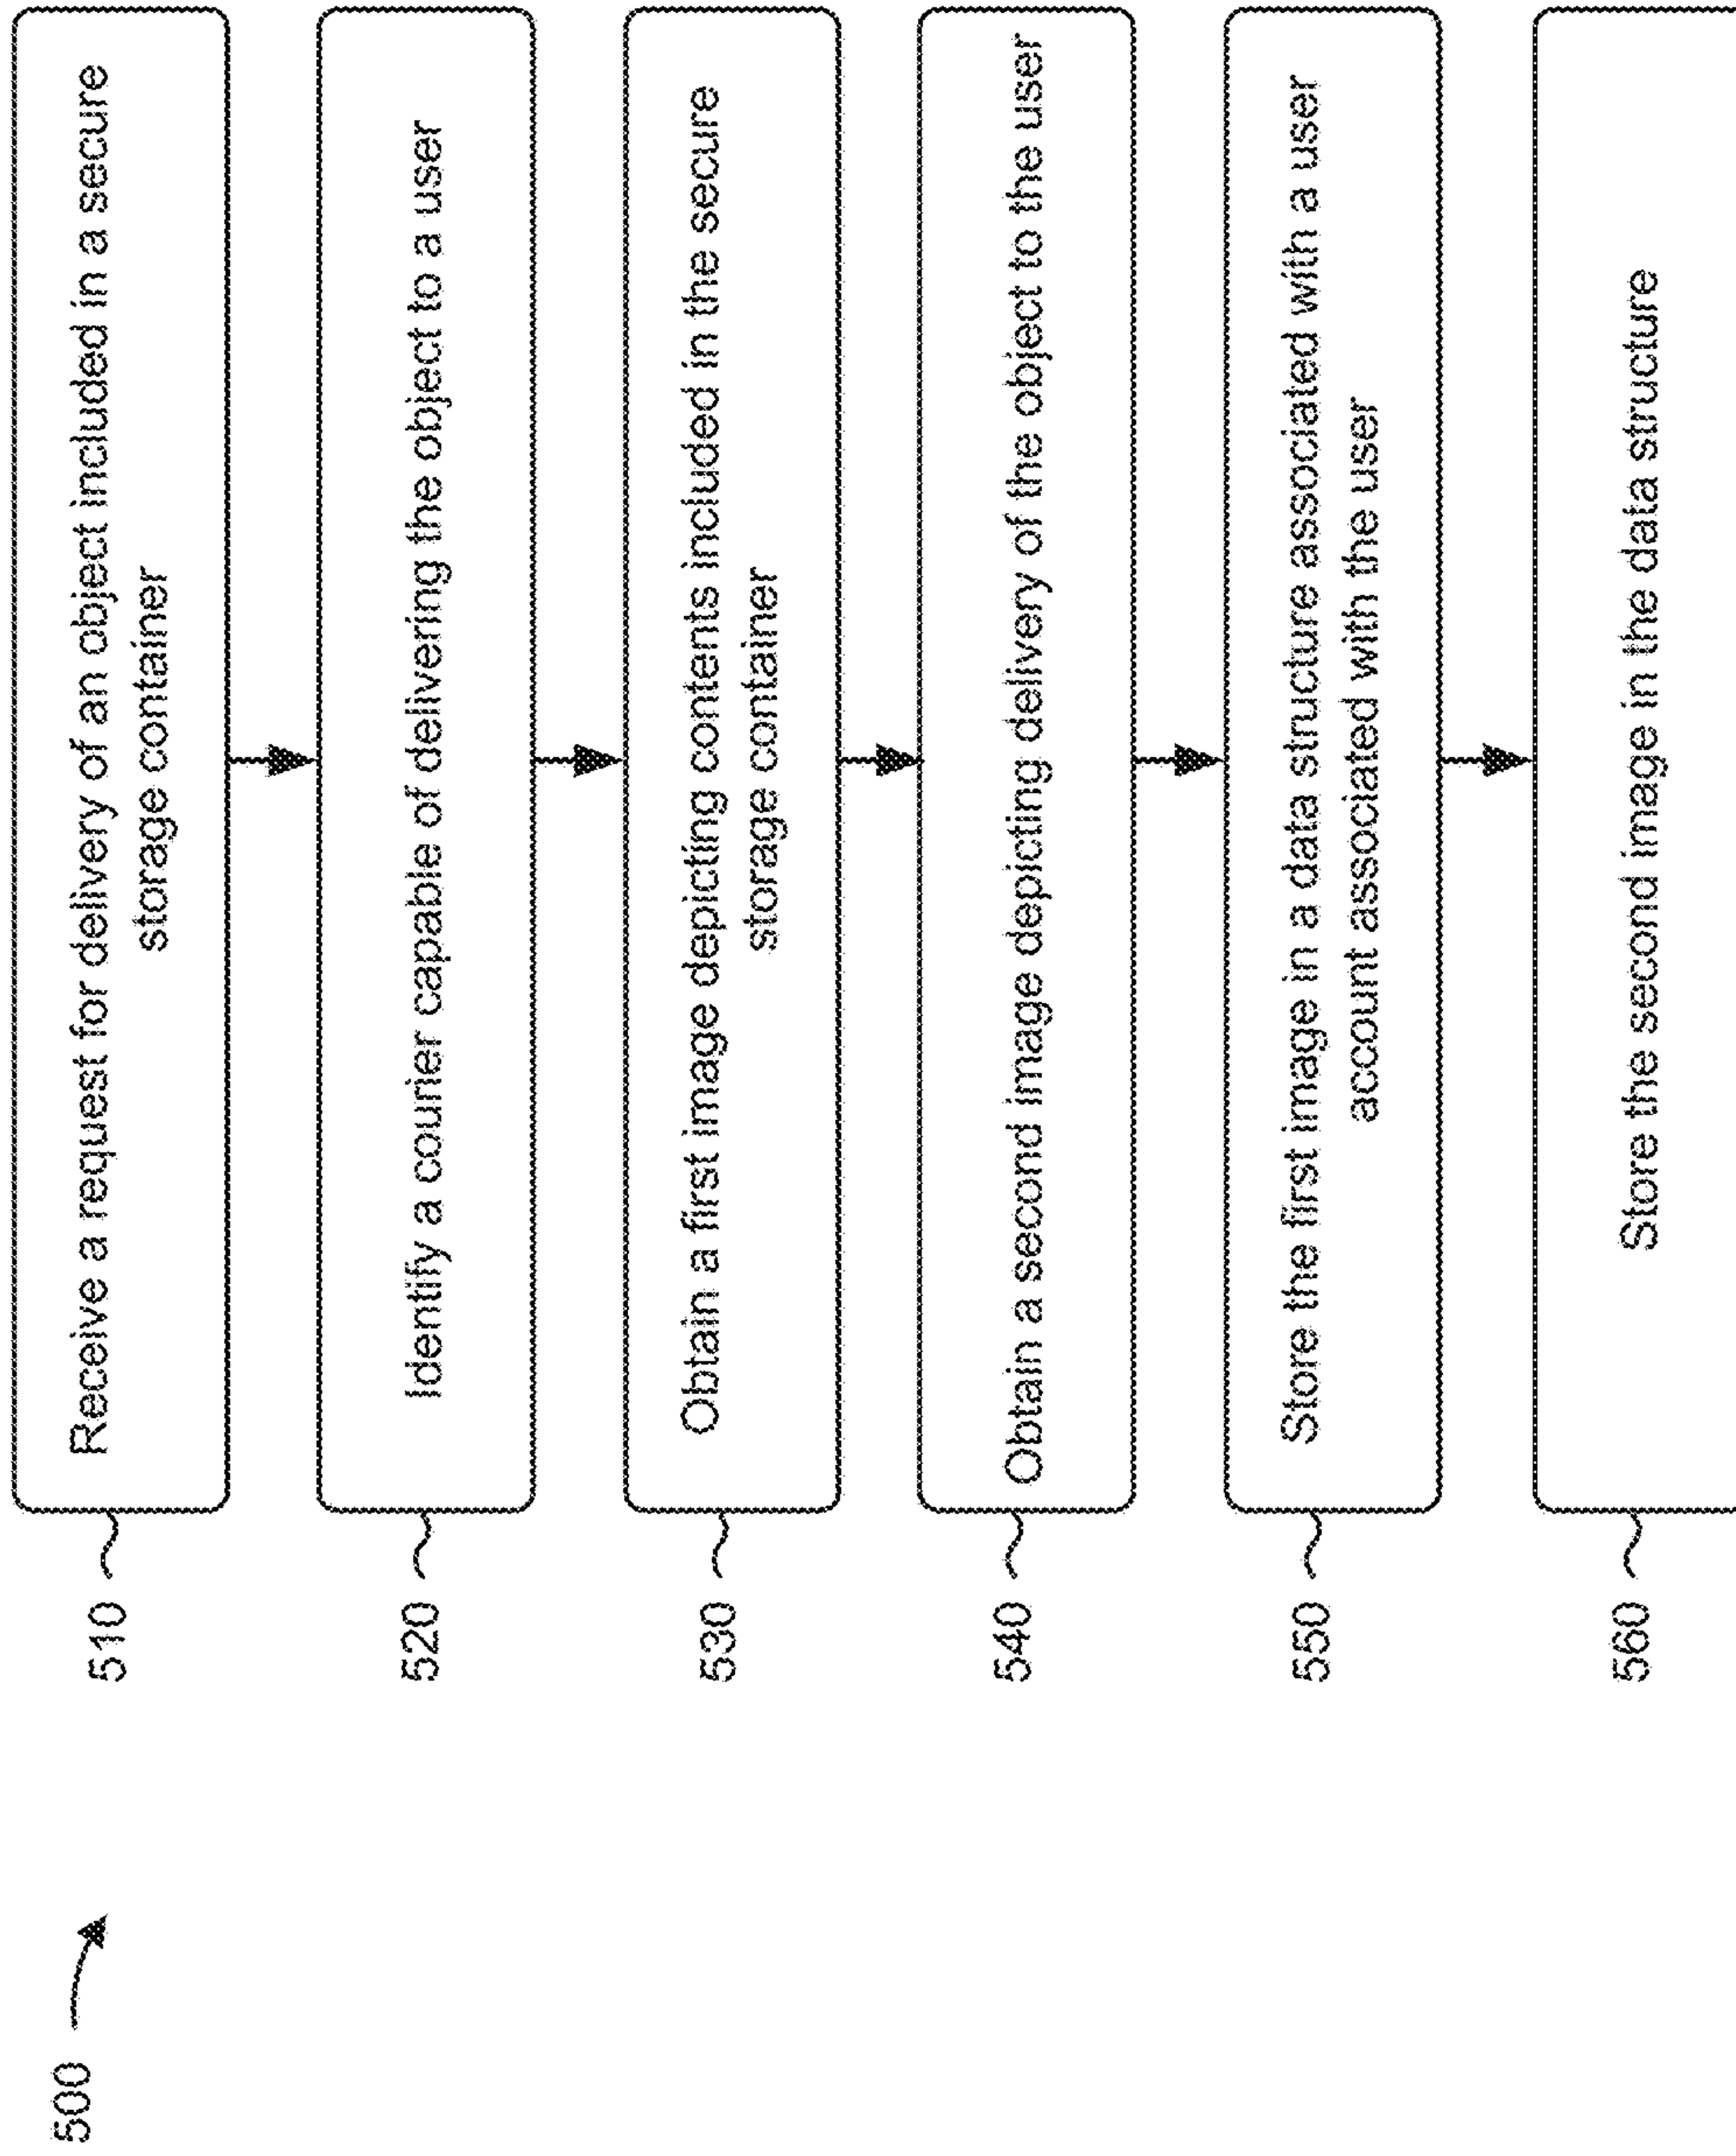 500
510
Receive a request for delivery of an object included in a secure
storage container
520
Identify a courier capable of delivering the object to a user
530
Obtain a first image depicting contents included in the secure
storage container
540
Obtain a second image depicting delivery of the object to the user
550
Store the first image in a data structure associated with a user
account associated with the user
560
Store the second image in the data structure